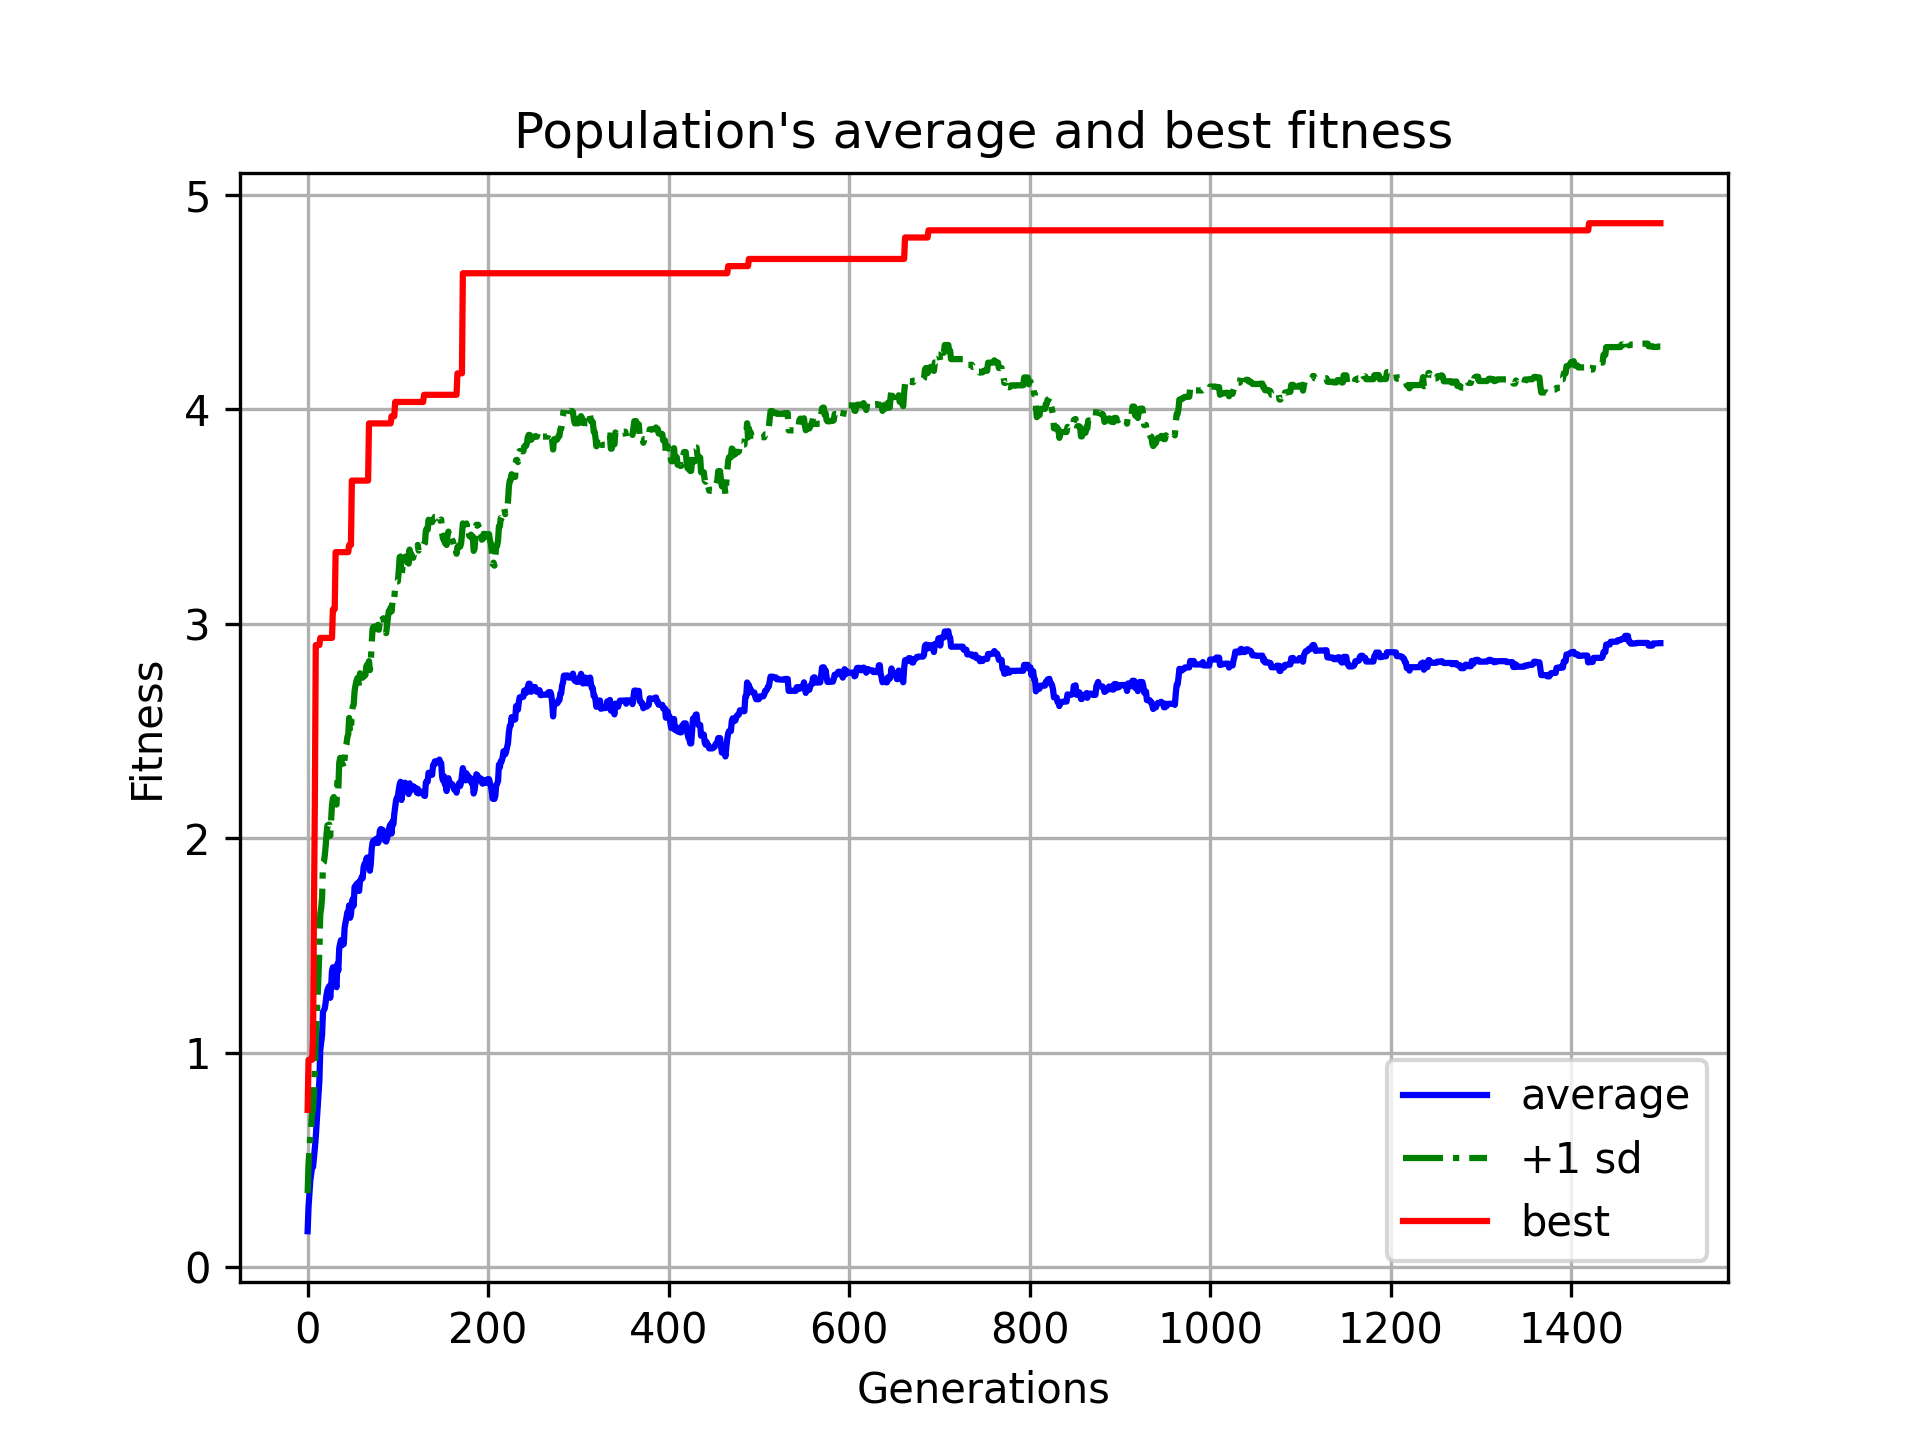 Population's average and best fitness
5
4
3
2
1
0
Fitness
0 200 400 600 800 1000 1200 1400
Generations
average
+1 sd
best